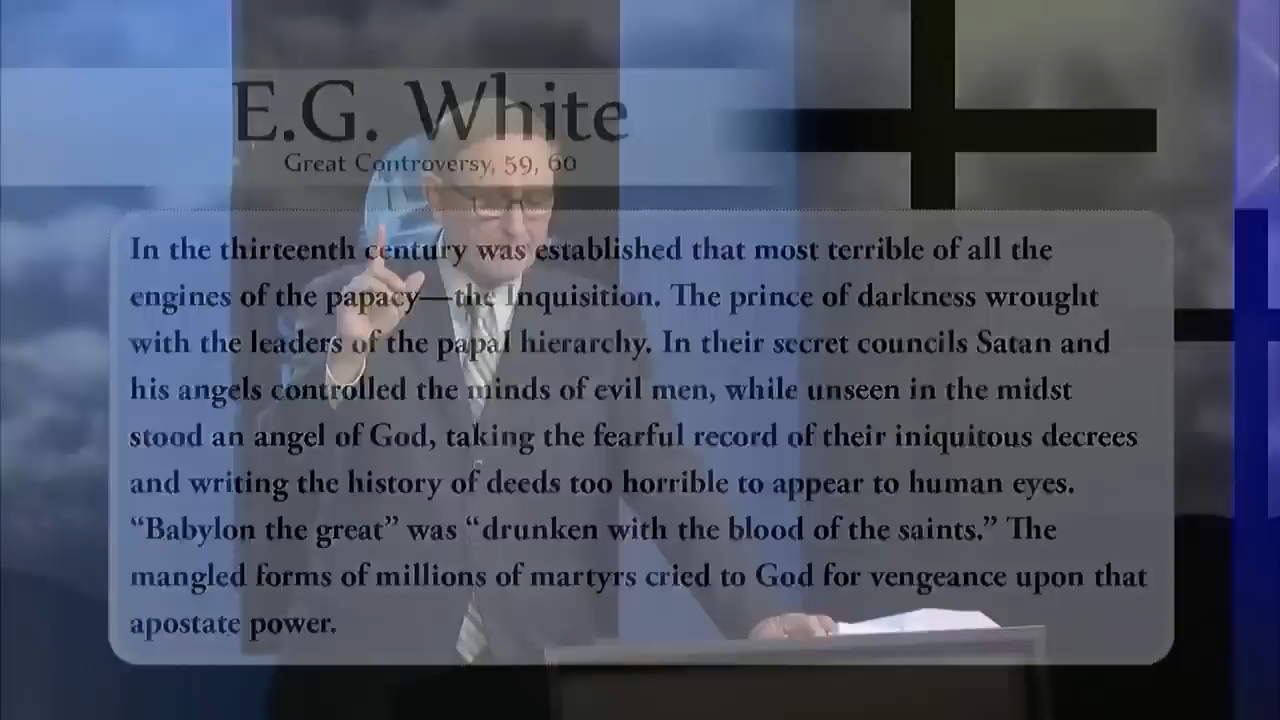 E.G. White
Great Controversy, 59, 60
In the thirteenth century was established that most terrible of all the
engines of the papacy—the Inquisition. The prince of darkness wrought
with the leaders of the papal hierarchy. In their secret councils Satan and
his angels controlled the minds of evil men, while unseen in the midst
stood an angel of God, taking the fearful record of their iniquitous decrees
and writing the history of deeds too horrible to appear to human eyes.
“Babylon the great” was “drunken with the blood of the saints.” The
mangled forms of millions of martyrs cried to God for vengeance upon that
apostate power.